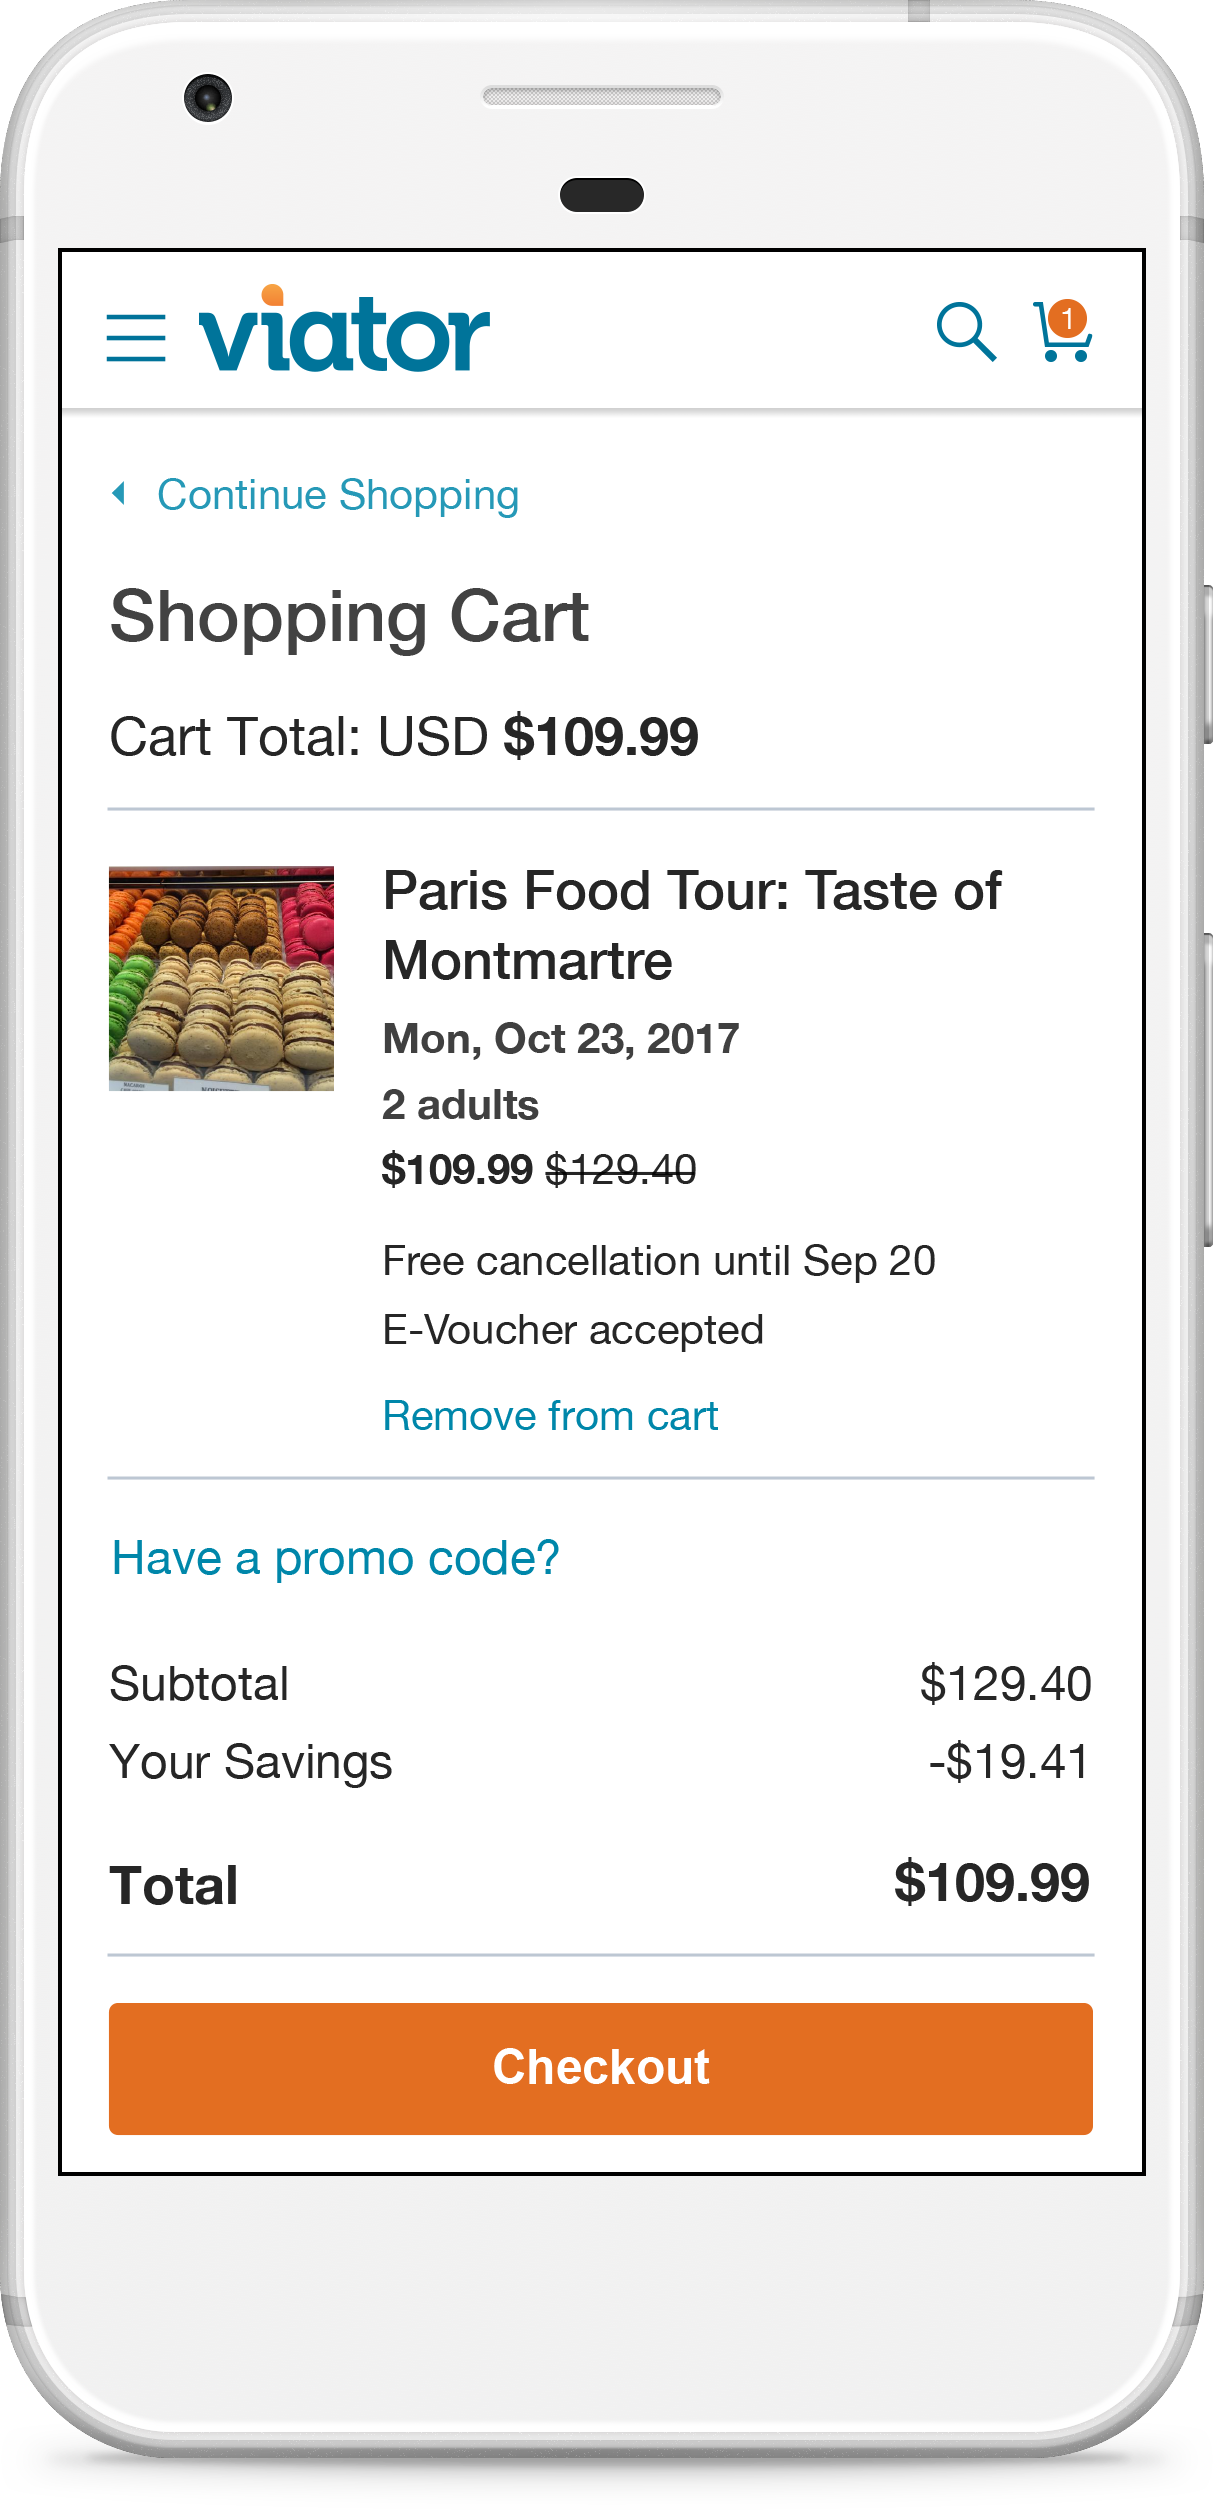 viator
1
Continue Shopping
Shopping Cart
Cart Total: USD $109.99
Paris Food Tour: Taste of
Montmartre
Mon, Oct 23, 2017
2 adults
$109.99 $129.40
Free cancellation until Sep 20
E-Voucher accepted
Remove from cart
Have a promo code?
Subtotal $129.40
Your Savings -$19.41
Total $109.99
Checkout